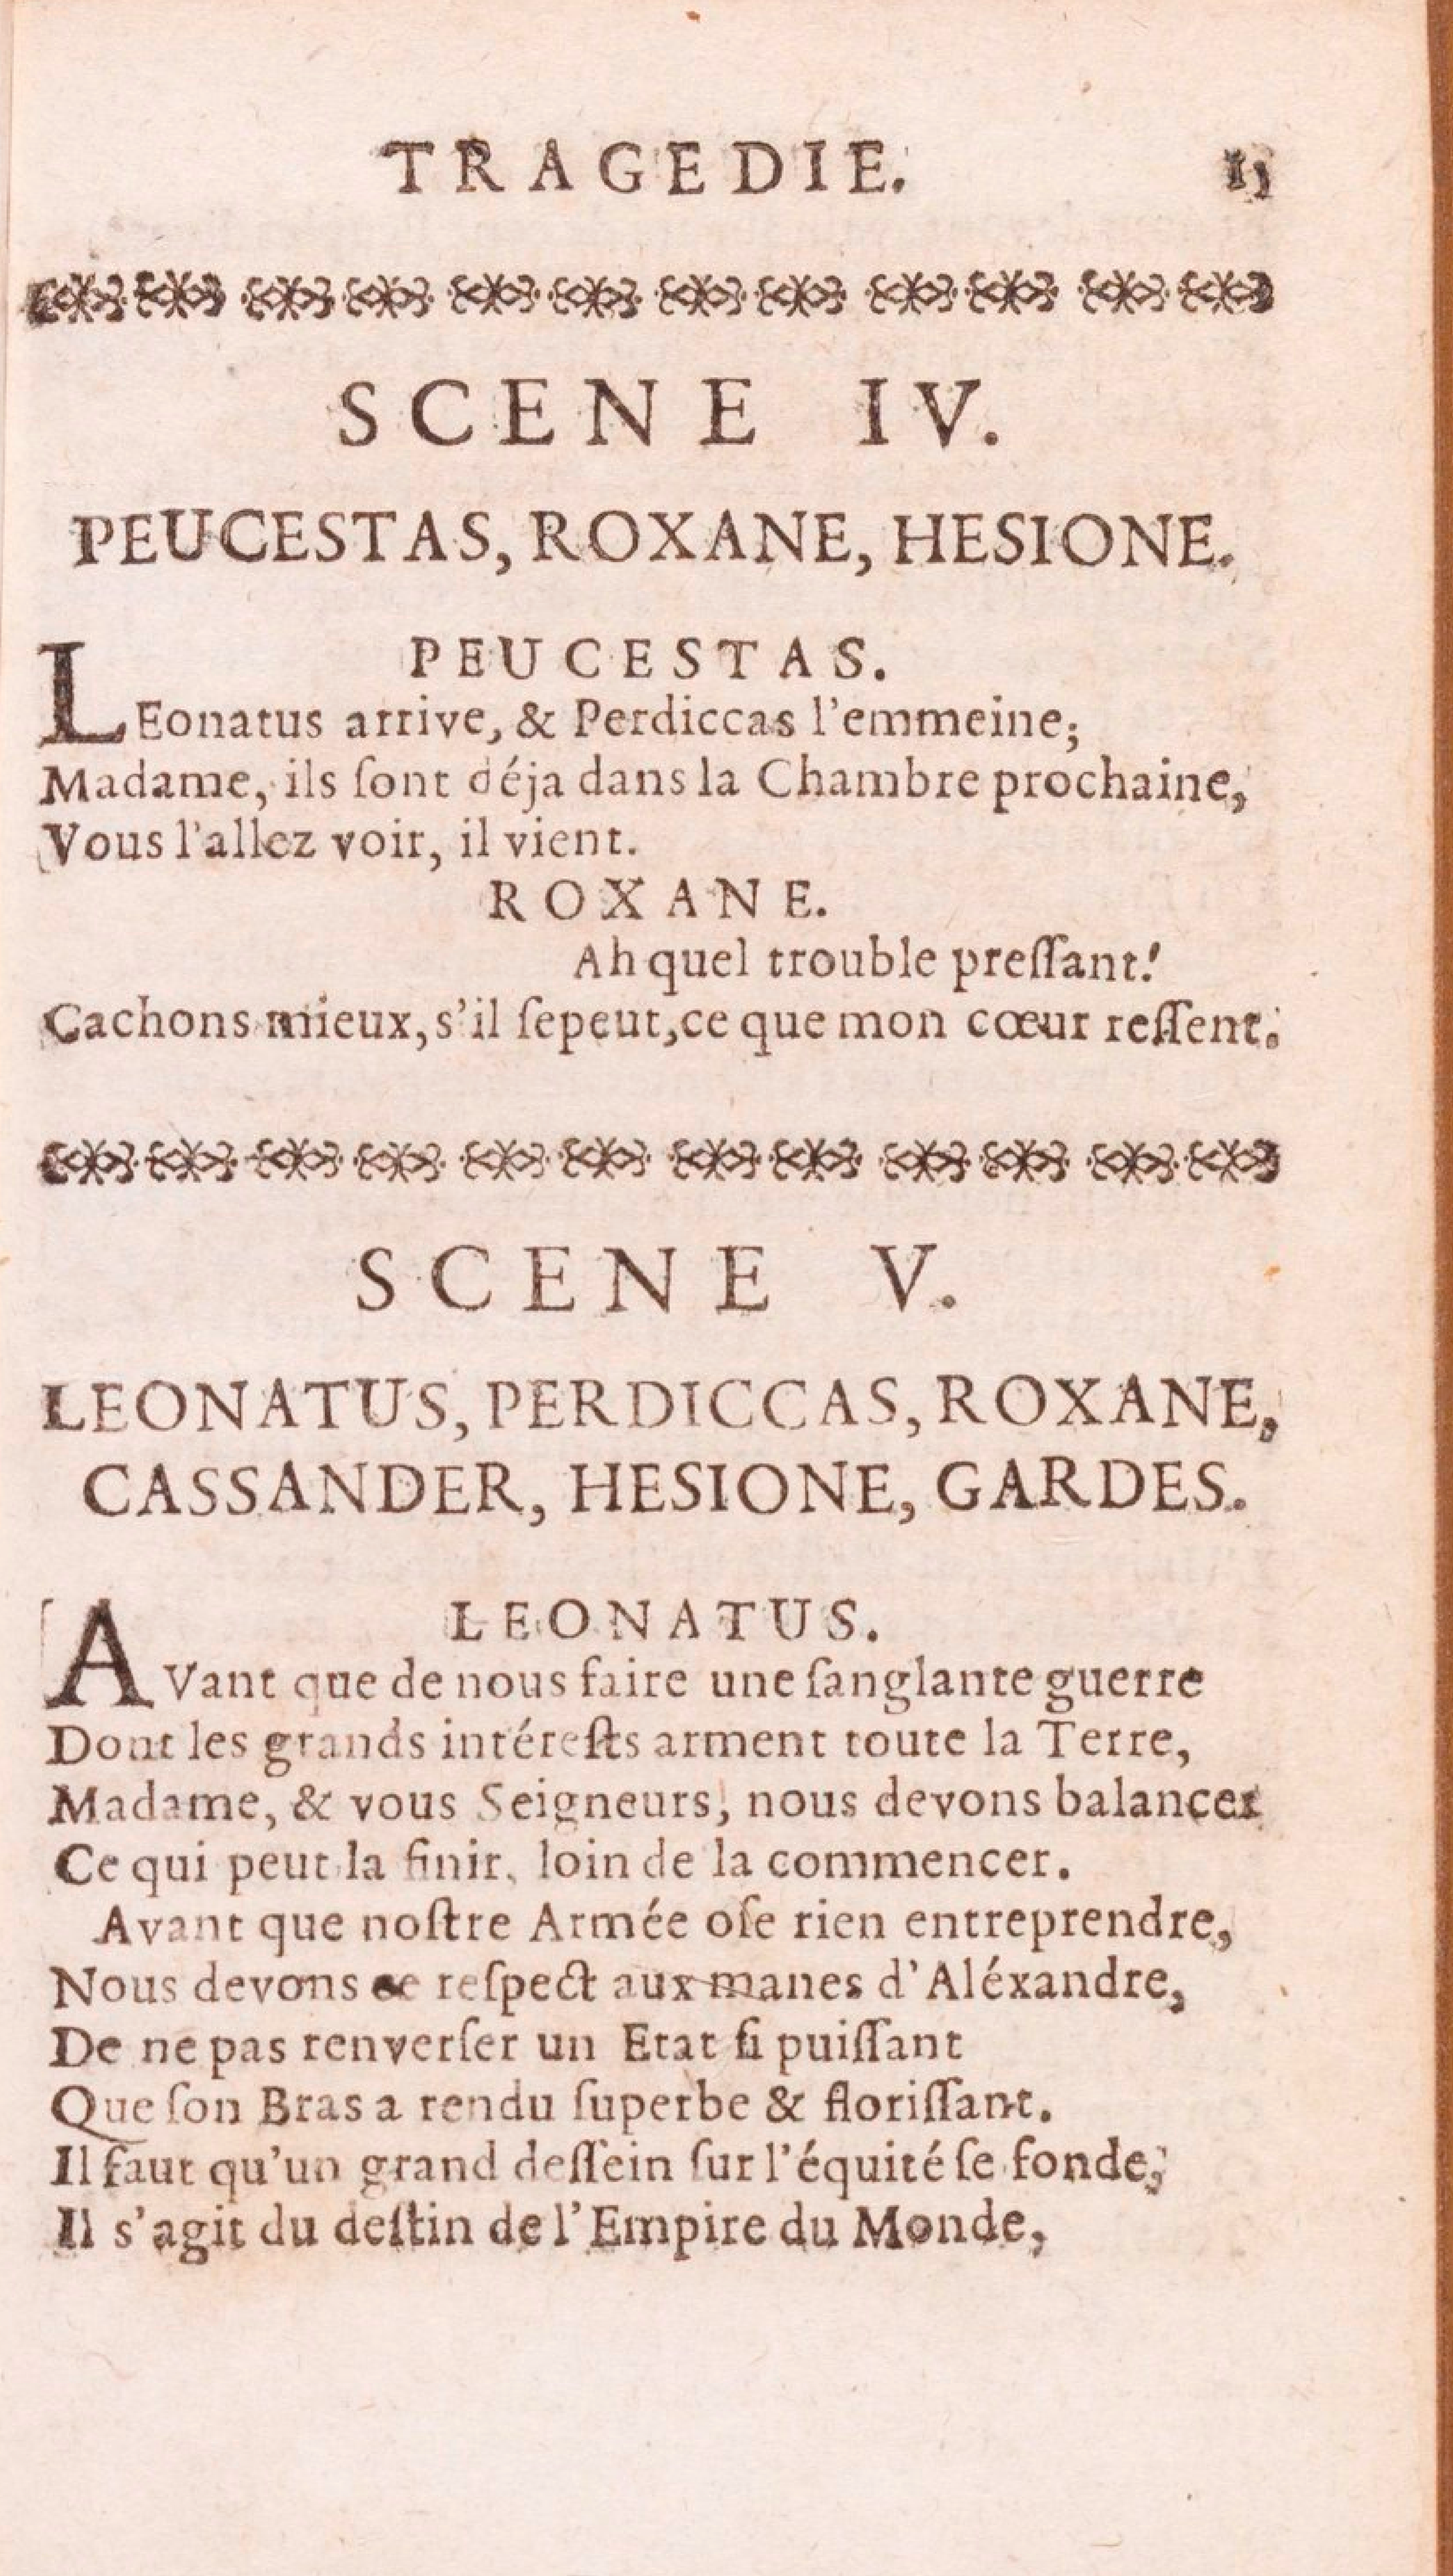 TRAGEDIE.
SCENE IV.
PEUCESTAS, ROXANE, HESIONE.
PEUCESTAS.
LEonatus arrive, & Perdiccas l'emmeine;
Madame, ils ſont déja dans la Chambre prochaine,
Vous l'allez voir, il vient.
ROXANE.
Ah quel trouble preſſant!
Cachons mieux, s'il ſe peut, ce que mon cœur reſſent.
SCENE V.
LEONATUS, PERDICCAS, ROXANE,
CASSANDER, HESIONE, GARDES.
LEONATUS.
AVant que de nous faire une ſanglante guerre
Dont les grands intéreſts arment toute la Terre,
Madame, & vous Seigneurs, nous devons balancer
Ce qui peut la finir, loin de la commencer.
Avant que noſtre Armée oſe rien entreprendre,
Nous devons ce reſpect aux manes d'Aléxandre,
De ne pas renverſer un Etat ſi puiſſant
Que ſon Bras a rendu ſuperbe & floriſſant.
Il faut qu'un grand deſſein ſur l'équité ſe fonde,
Il s'agit du deſtin de l'Empire du Monde,